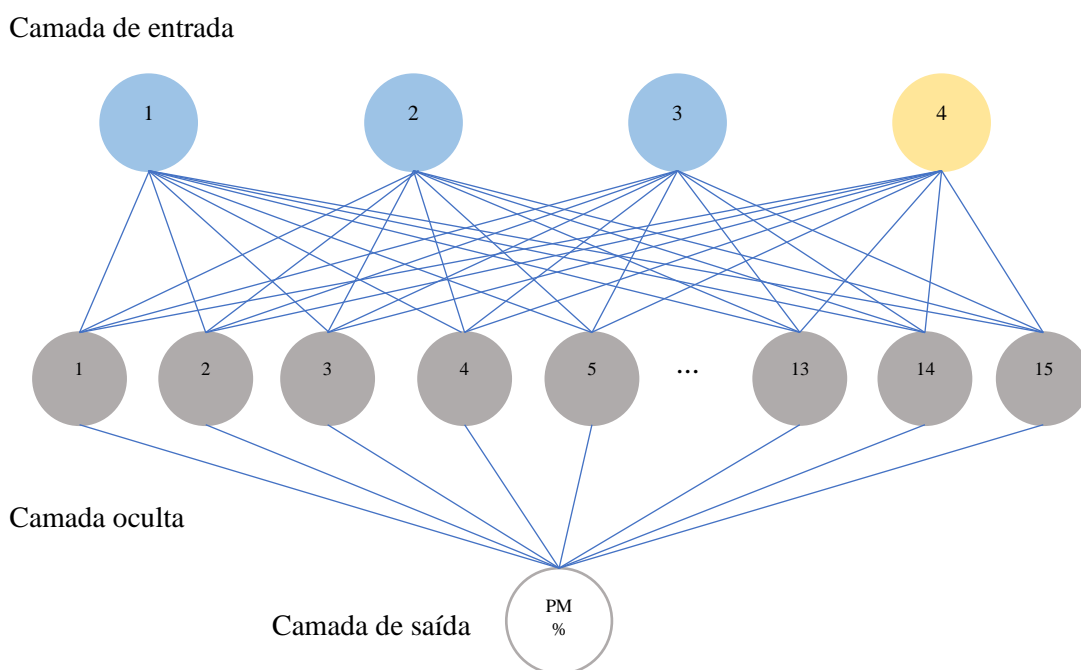 Camada de entrada
1 2 3 4
1 2 3 4 5 ... 13 14 15
Camada oculta
PM
%
Camada de saída